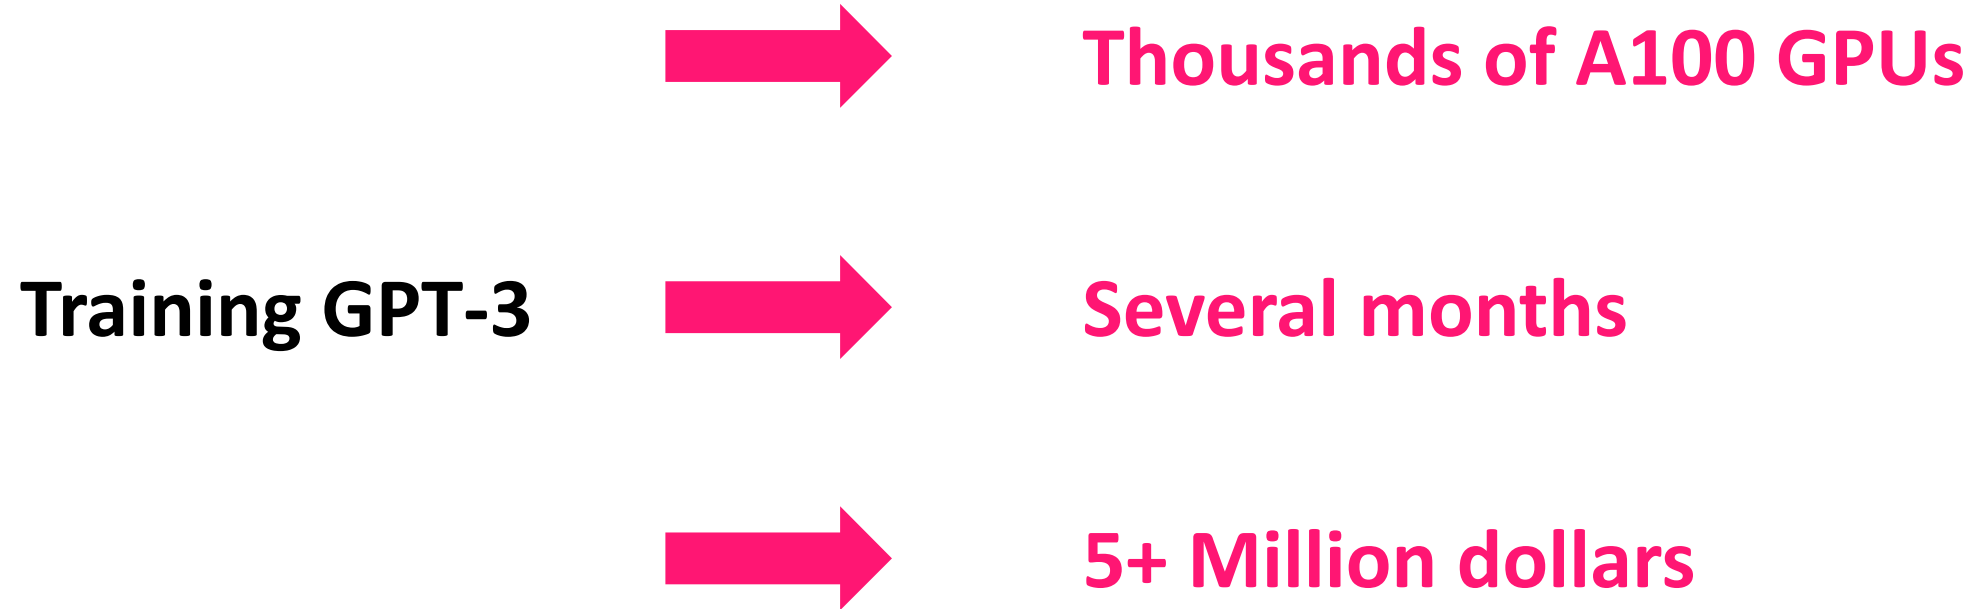 Thousands of A100 GPUs
Training GPT-3
Several months
5+ Million dollars